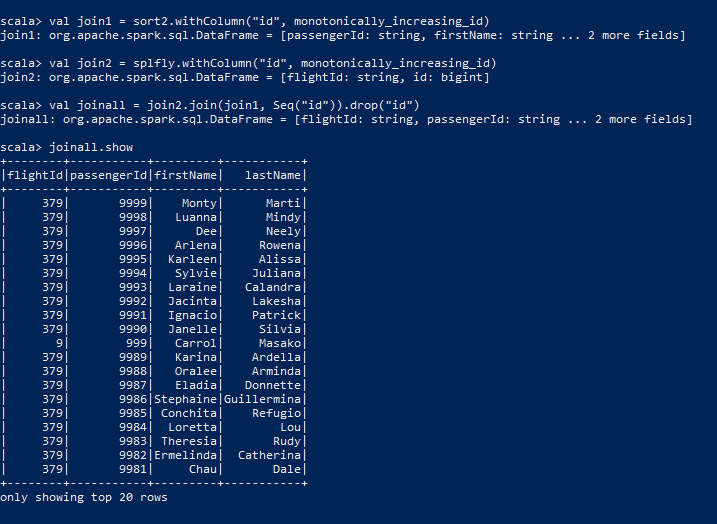 scala> val join1 = sort2.withColumn("id", monotonically_increasing_id)
join1: org.apache.spark.sql.DataFrame = [passengerId: string, firstName: string ... 2 more fields]
scala> val join2 = splfly.withColumn("id", monotonically_increasing_id)
join2: org.apache.spark.sql.DataFrame = [flightId: string, id: bigint]
scala> val joinall = join2.join(join1, Seq("id")).drop("id")
joinall: org.apache.spark.sql.DataFrame = [flightId: string, passengerId: string ... 2 more fields]
scala> joinall.show
+--------+-----------+---------+-----------+
|flightId|passengerId|firstName|   lastName|
+--------+-----------+---------+-----------+
|     379|       9999|    Monty|      Marti|
|     379|       9998|   Luanna|      Mindy|
|     379|       9997|      Dee|      Neely|
|     379|       9996|   Arlena|     Rowena|
|     379|       9995|  Karleen|     Alissa|
|     379|       9994|   Sylvie|    Juliana|
|     379|       9993|  Laraine|   Calandra|
|     379|       9992|  Jacinta|    Lakesha|
|     379|       9991|  Ignacio|    Patrick|
|     379|       9990|  Janelle|     Silvia|
|       9|        999|   Carrol|     Masako|
|     379|       9989|   Karina|    Ardella|
|     379|       9988|   Oralee|    Arminda|
|     379|       9987|   Eladia|   Donnette|
|     379|       9986|Stephaine|Guillermina|
|     379|       9985| Conchita|    Refugio|
|     379|       9984|  Loretta|        Lou|
|     379|       9983| Theresia|       Rudy|
|     379|       9982|Ermelinda|  Catherina|
|     379|       9981|     Chau|       Dale|
+--------+-----------+---------+-----------+
only showing top 20 rows